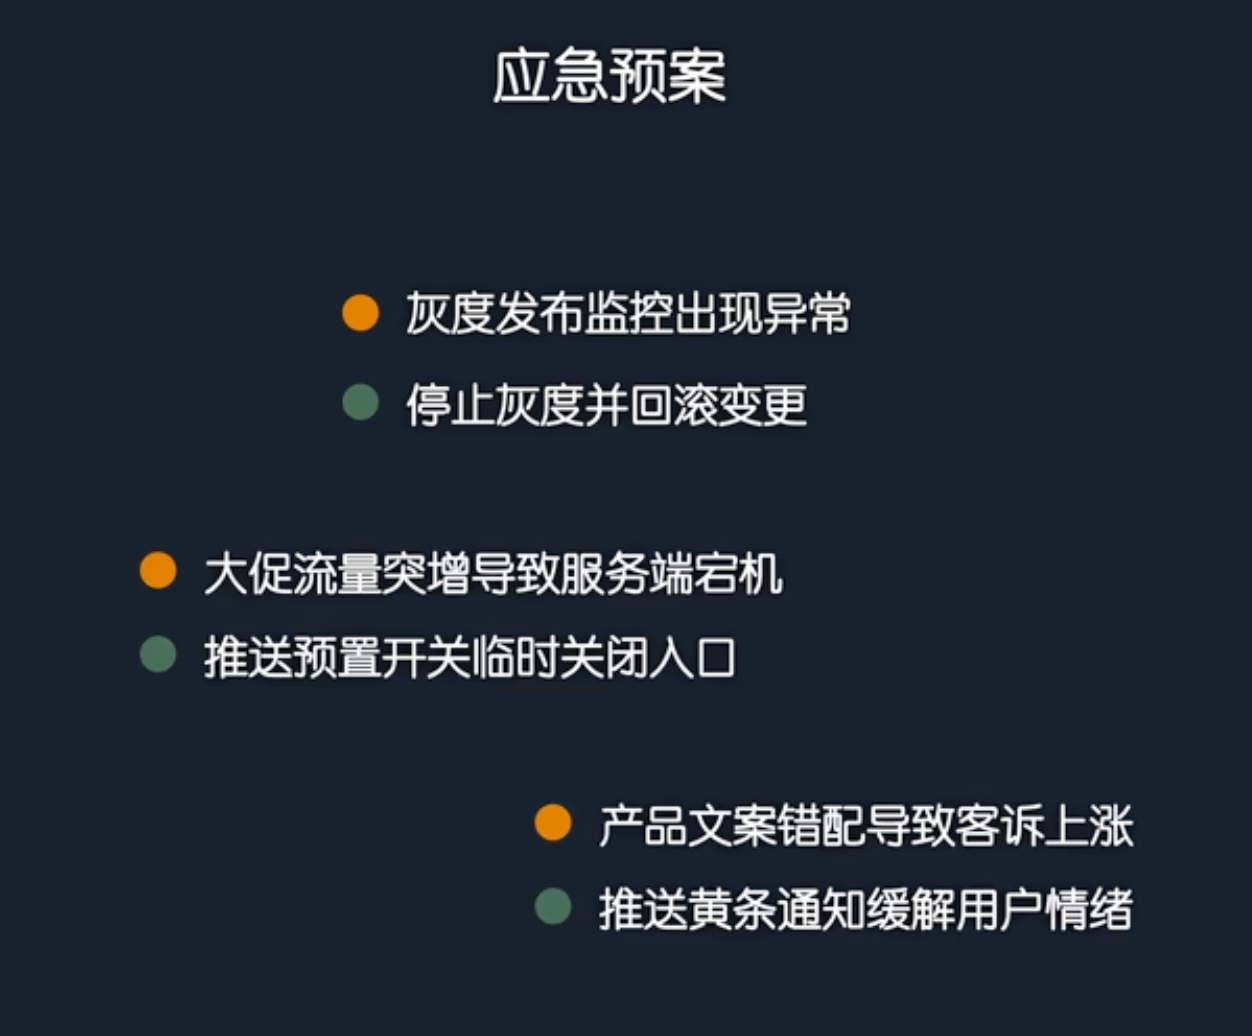 应急预案
灰度发布监控出现异常
停止灰度并回滚变更
大促流量突增导致服务端宕机
推送预置开关临时关闭入口
产品文案错配导致客诉上涨
推送黄条通知缓解用户情绪